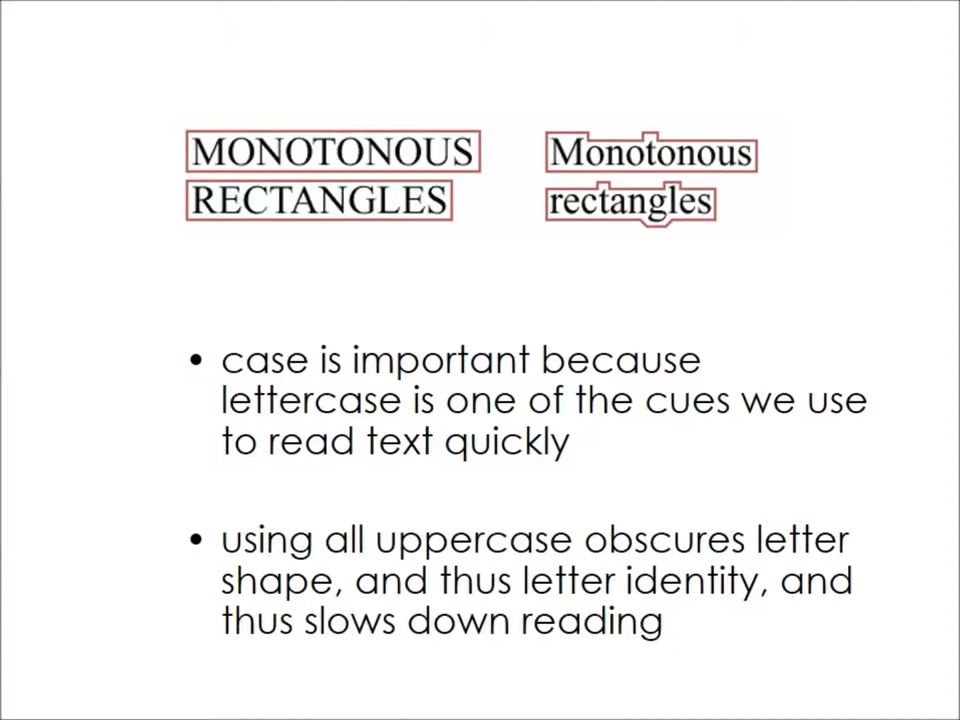 MONOTONOUS
RECTANGLES
Monotonous
rectangles
• case is important because
lettercase is one of the cues we use
to read text quickly
• using all uppercase obscures letter
shape, and thus letter identity, and
thus slows down reading